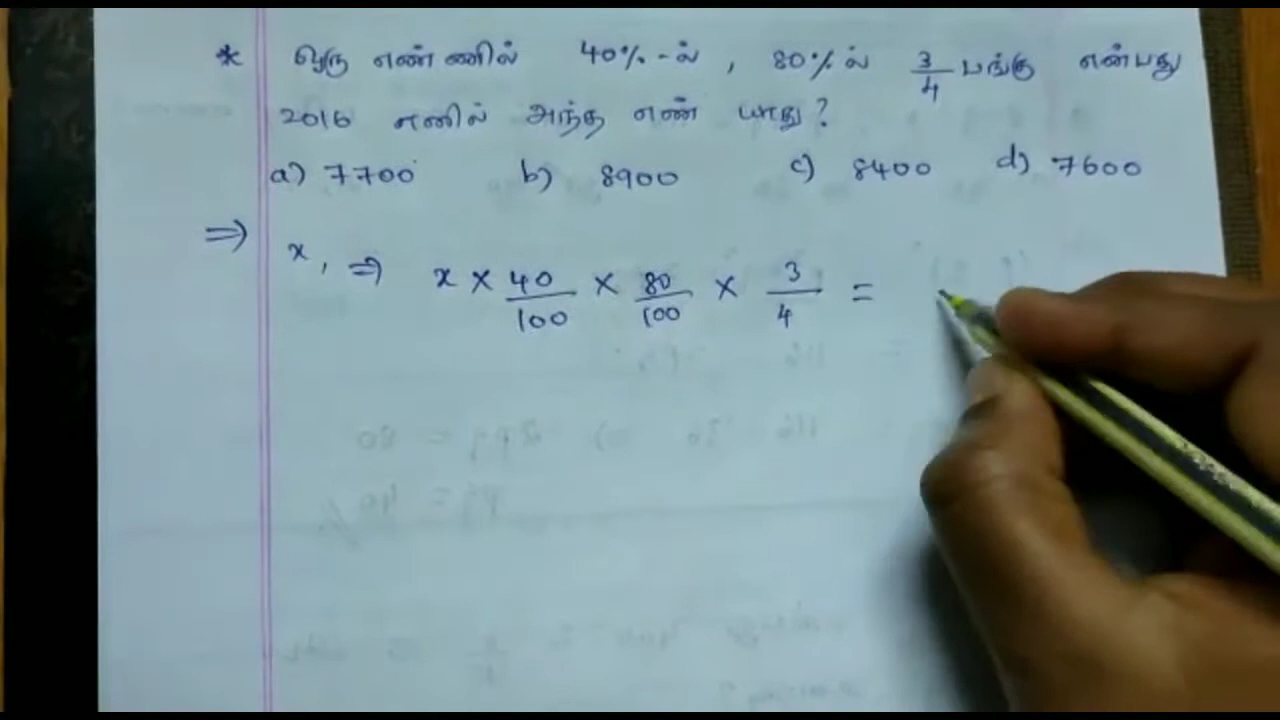 * ஒரு எண்ணில் 40%-ல், 80%ல் 3/4 பங்கு என்பது
2016 எனில் அந்த எண் யாது?
a) 7700 b) 8900 c) 8400 d) 7600
⇒ x, ⇒ x × 40/100 × 80/100 × 3/4 =